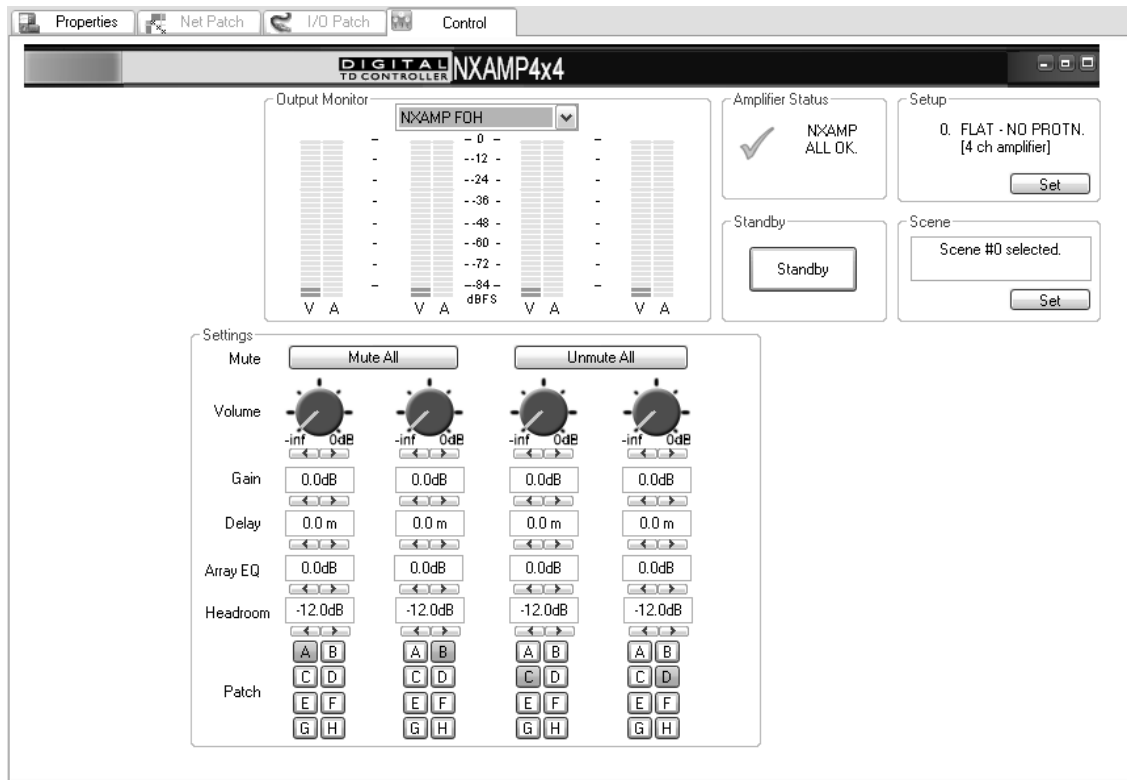 Properties Net Patch I/O Patch Control
DIGITAL
TD CONTROLLER NXAMP4x4
Output Monitor
NXAMP FOH
- 0 -
--12 -
--24 -
--36 -
--48 -
--60 -
--72 -
--84 -
dBFS
V A V A V A V A
Amplifier Status
NXAMP
ALL OK.
Setup
0. FLAT - NO PROTN.
[4 ch amplifier]
Set
Standby
Standby
Scene
Scene #0 selected.
Set
Settings
Mute Mute All Unmute All
Volume
-inf 0dB -inf 0dB -inf 0dB -inf 0dB
Gain 0.0dB 0.0dB 0.0dB 0.0dB
Delay 0.0 m 0.0 m 0.0 m 0.0 m
Array EQ 0.0dB 0.0dB 0.0dB 0.0dB
Headroom -12.0dB -12.0dB -12.0dB -12.0dB
Patch
A B A B A B A B
C D C D C D C D
E F E F E F E F
G H G H G H G H